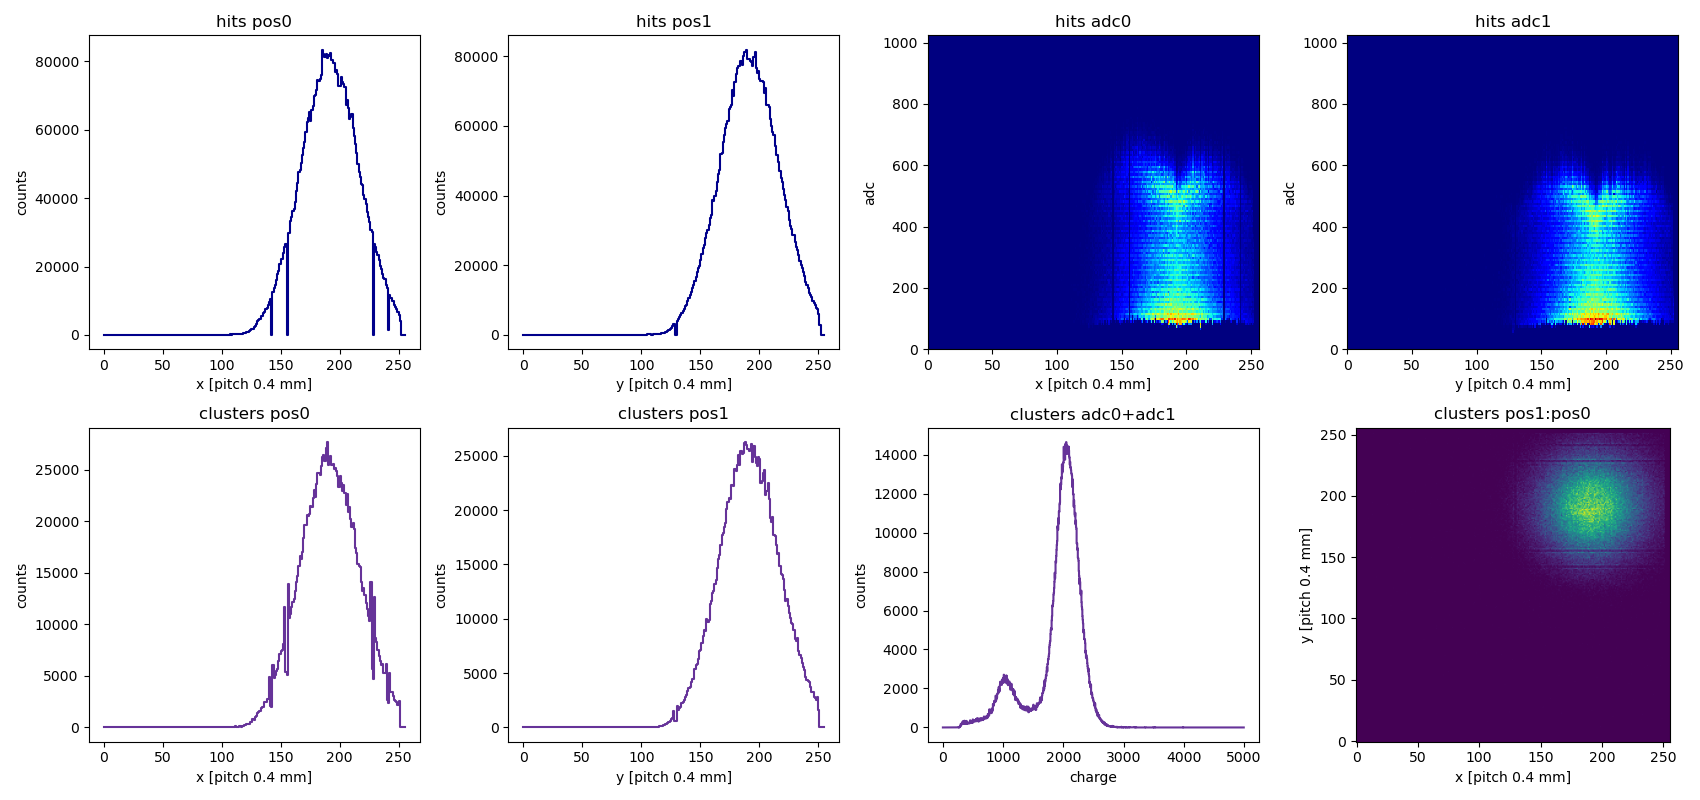 hits pos0
80000
60000
40000
20000
0
counts
0 50 100 150 200 250
x [pitch 0.4 mm]
hits pos1
80000
60000
40000
20000
0
counts
0 50 100 150 200 250
y [pitch 0.4 mm]
hits adc0
1000
800
600
400
200
0
adc
0 50 100 150 200 250
x [pitch 0.4 mm]
hits adc1
1000
800
600
400
200
0
adc
0 50 100 150 200 250
y [pitch 0.4 mm]
clusters pos0
25000
20000
15000
10000
5000
0
counts
0 50 100 150 200 250
x [pitch 0.4 mm]
clusters pos1
25000
20000
15000
10000
5000
0
counts
0 50 100 150 200 250
y [pitch 0.4 mm]
clusters adc0+adc1
14000
12000
10000
8000
6000
4000
2000
0
counts
0 1000 2000 3000 4000 5000
charge
clusters pos1:pos0
250
200
150
100
50
0
y [pitch 0.4 mm]
0 50 100 150 200 250
x [pitch 0.4 mm]